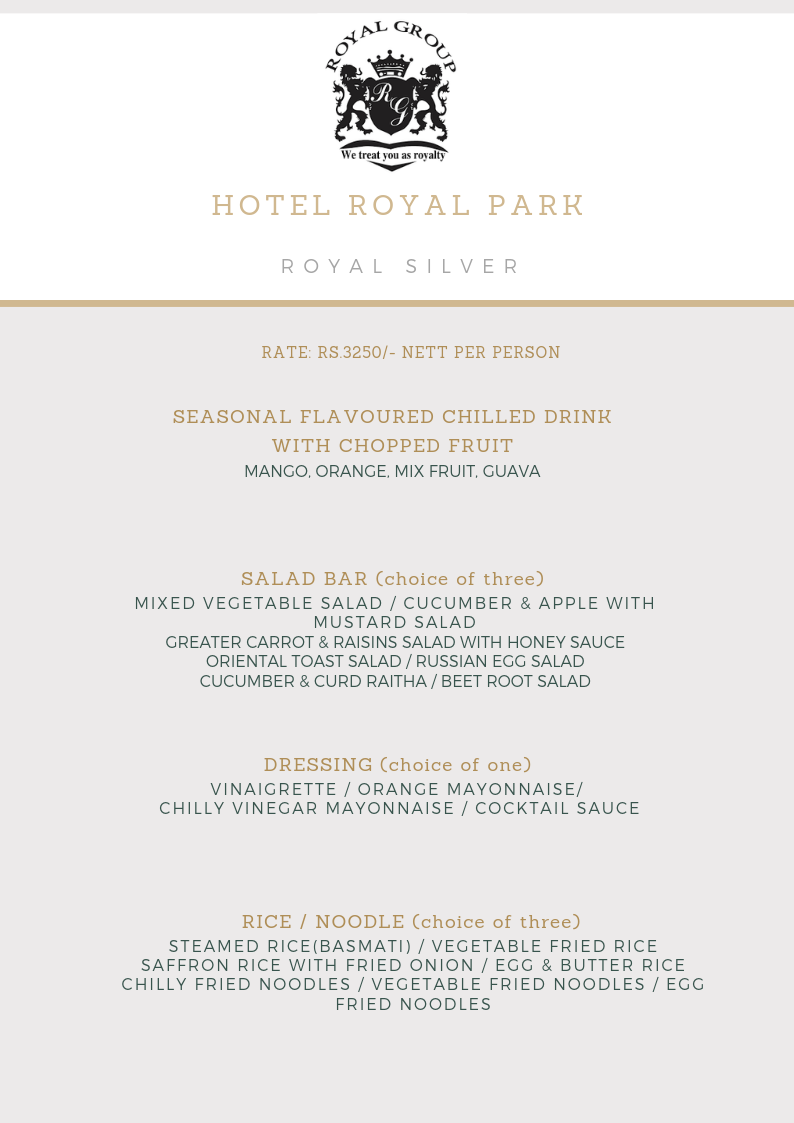 ROYAL GROUP
RG
We treat you as royalty
HOTEL ROYAL PARK
ROYAL SILVER
RATE: RS.3250/- NETT PER PERSON
SEASONAL FLAVOURED CHILLED DRINK
WITH CHOPPED FRUIT
MANGO, ORANGE, MIX FRUIT, GUAVA
SALAD BAR (choice of three)
MIXED VEGETABLE SALAD / CUCUMBER & APPLE WITH
MUSTARD SALAD
GREATER CARROT & RAISINS SALAD WITH HONEY SAUCE
ORIENTAL TOAST SALAD / RUSSIAN EGG SALAD
CUCUMBER & CURD RAITHA / BEET ROOT SALAD
DRESSING (choice of one)
VINAIGRETTE / ORANGE MAYONNAISE/
CHILLY VINEGAR MAYONNAISE / COCKTAIL SAUCE
RICE / NOODLE (choice of three)
STEAMED RICE(BASMATI) / VEGETABLE FRIED RICE
SAFFRON RICE WITH FRIED ONION / EGG & BUTTER RICE
CHILLY FRIED NOODLES / VEGETABLE FRIED NOODLES / EGG
FRIED NOODLES